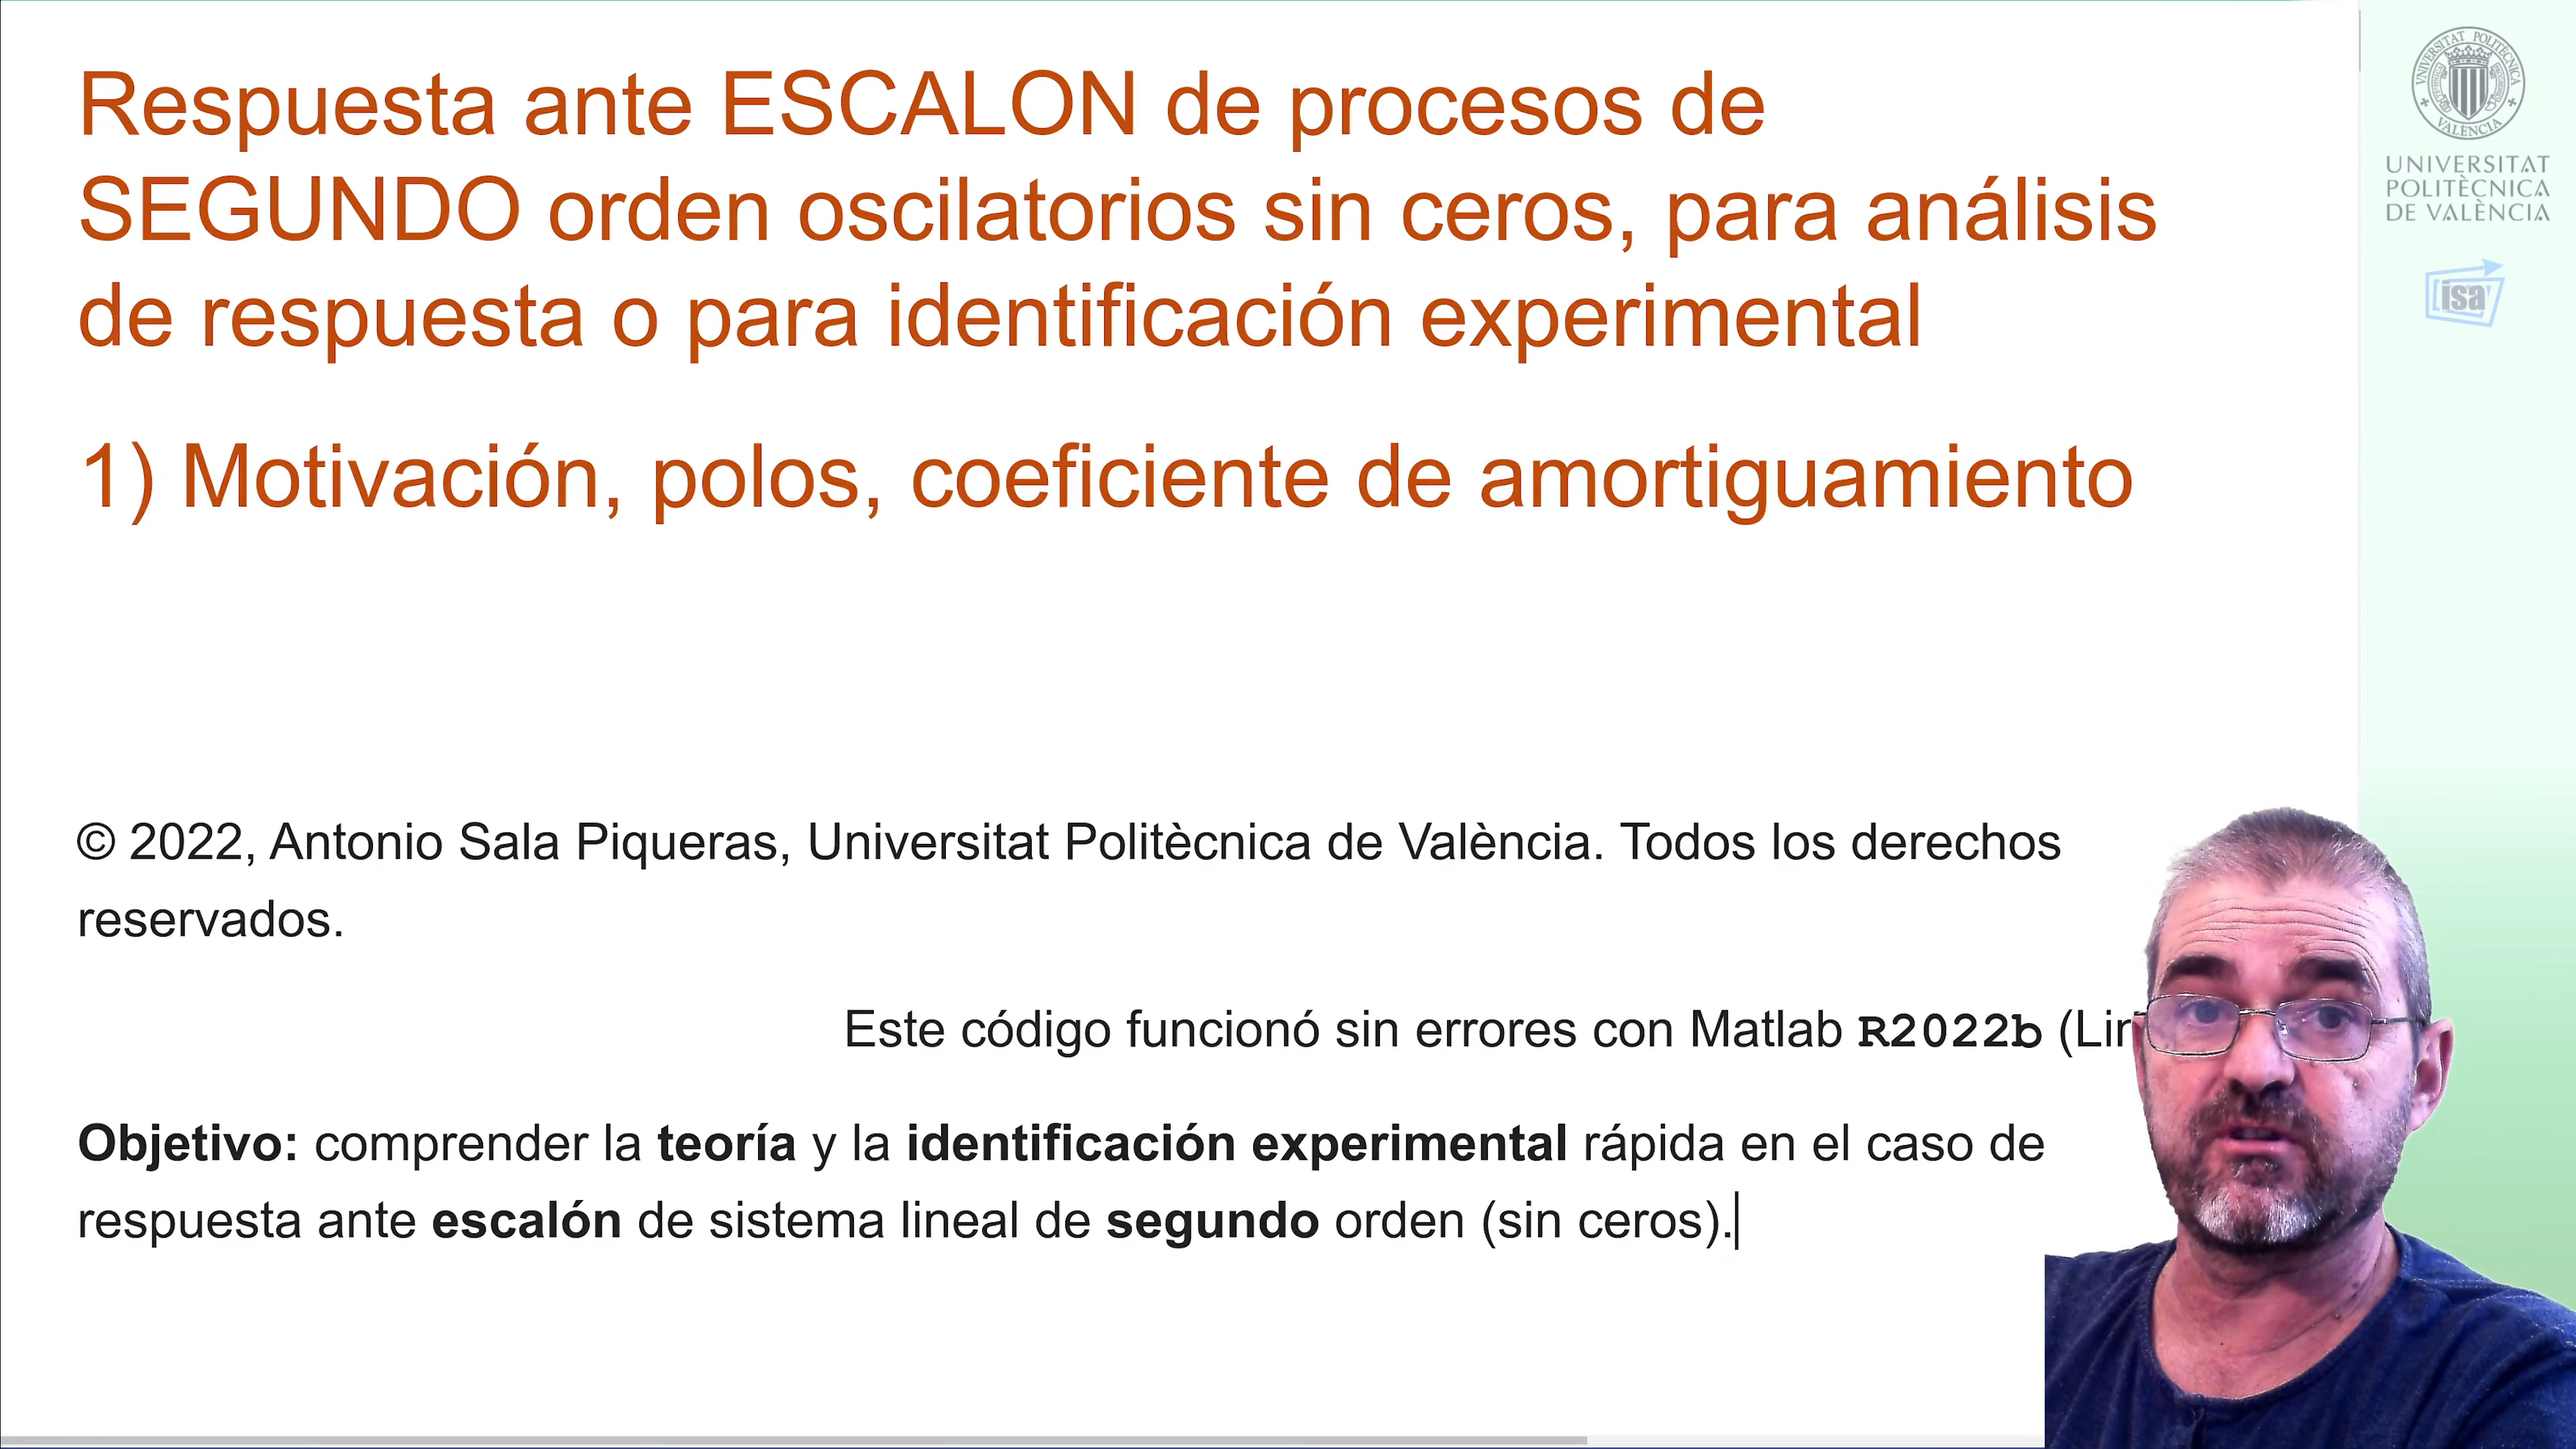 Respuesta ante ESCALON de procesos de
SEGUNDO orden oscilatorios sin ceros, para análisis
de respuesta o para identificación experimental
1) Motivación, polos, coeficiente de amortiguamiento
© 2022, Antonio Sala Piqueras, Universitat Politècnica de València. Todos los derechos
reservados.
Este código funcionó sin errores con Matlab R2022b
Objetivo: comprender la teoría y la identificación experimental rápida en el caso de
respuesta ante escalón de sistema lineal de segundo orden (sin ceros).
UNIVERSITAT
POLITÈCNICA
DE VALÈNCIA
isa